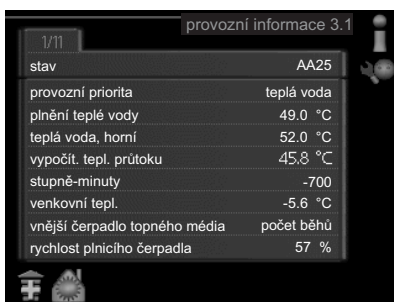 provozní informace 3.1
1/11
stav AA25
provozní priorita teplá voda
plnění teplé vody 49.0 °C
teplá voda, horní 52.0 °C
vypočít. tepl. průtoku 45.8 °C
stupně-minuty -700
venkovní tepl. -5.6 °C
vnější čerpadlo topného média počet běhů
rychlost plnicího čerpadla 57 %